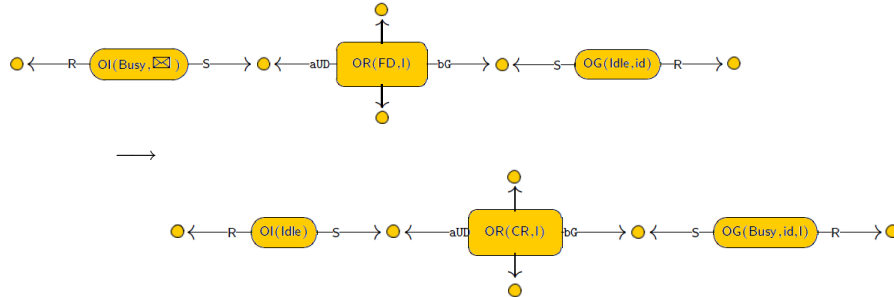 R OI(Busy,✉) S aUD OR(FD,I) bG S OG(Idle,id) R
R OI(Idle) S aUD OR(CR,I) bG S OG(Busy,id,I) R